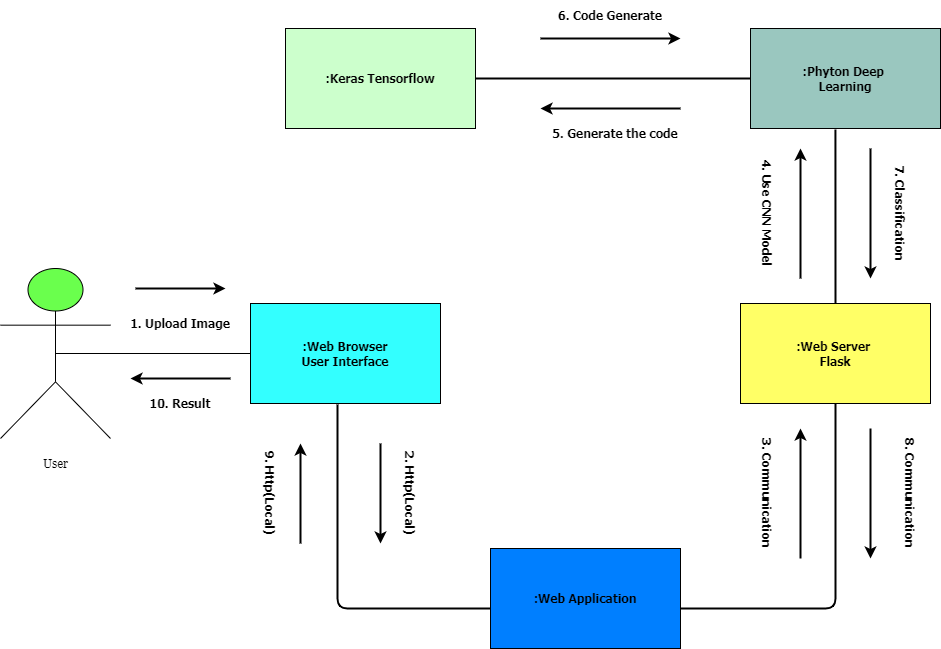 6. Code Generate
:Keras Tensorflow
:Phyton Deep
Learning
5. Generate the code
4. Use CNN Model
7. Classification
1. Upload Image
:Web Browser
User Interface
:Web Server
Flask
10. Result
User
9. Http(Local)
2. Http(Local)
3. Communication
8. Communication
:Web Application